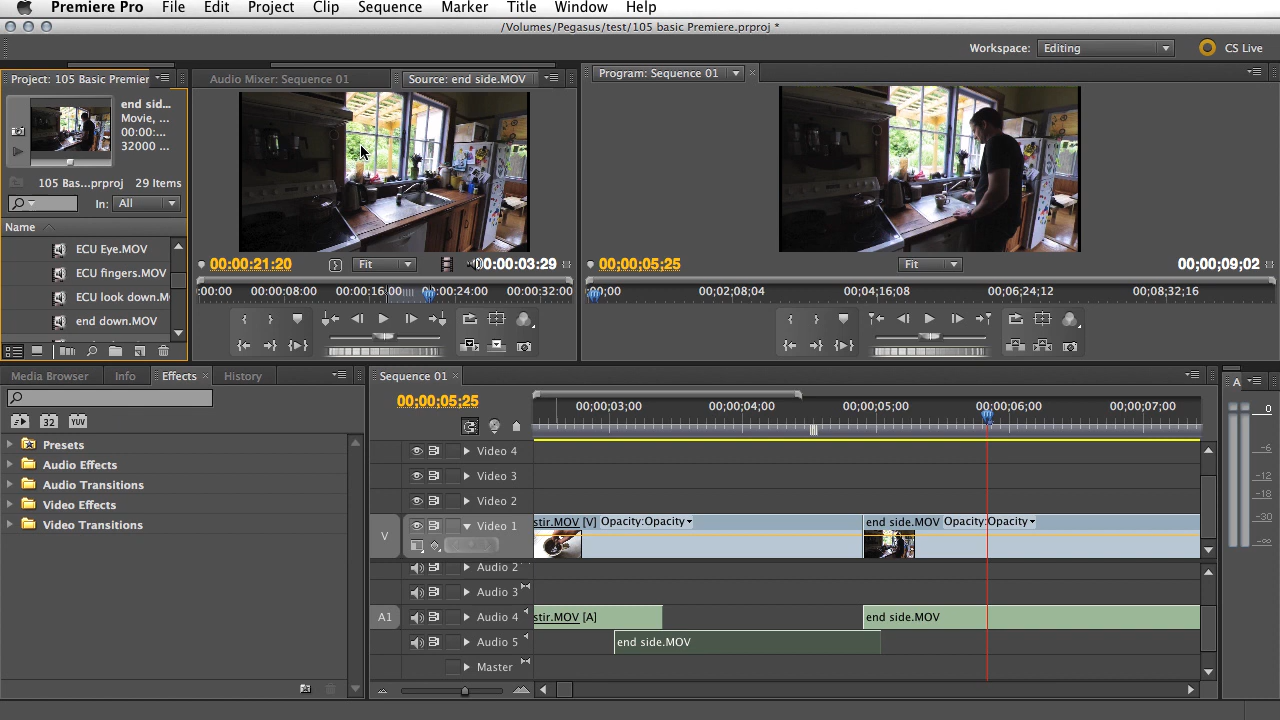 Premiere Pro File Edit Project Clip Sequence Marker Title Window Help
/Volumes/Pegasus/test/105 basic Premiere.prproj *
Workspace: Editing CS Live
Project: 105 Basic Premier
Audio Mixer: Sequence 01
Source: end side.MOV
Program: Sequence 01
end sid...
Movie, ...
00:00:...
32000 ...
105 Bas...prproj 29 Items
In: All
Name
ECU Eye.MOV
ECU fingers.MOV
ECU look down.M
end down.MOV
00:00:21:20 Fit 00:00:03:29
:00:00 00:00:08:00 00:00:16:00 00:00:24:00 00:00:32:00
00;00;05;25 Fit 00;00;09;02
00;00 00;02;08;04 00;04;16;08 00;06;24;12 00;08;32;16
Media Browser Info Effects History
32 YUV
Presets
Audio Effects
Audio Transitions
Video Effects
Video Transitions
Sequence 01
00;00;05;25
00;00;03;00 00;00;04;00 00;00;05;00 00;00;06;00 00;00;07;00
Video 4
Video 3
Video 2
V Video 1 stir.MOV [V] Opacity:Opacity end side.MOV Opacity:Opacity
Audio 2
Audio 3
A1 Audio 4 stir.MOV [A] end side.MOV
Audio 5 end side.MOV
Master
A
0
-6
-12
-18
-30
-∞